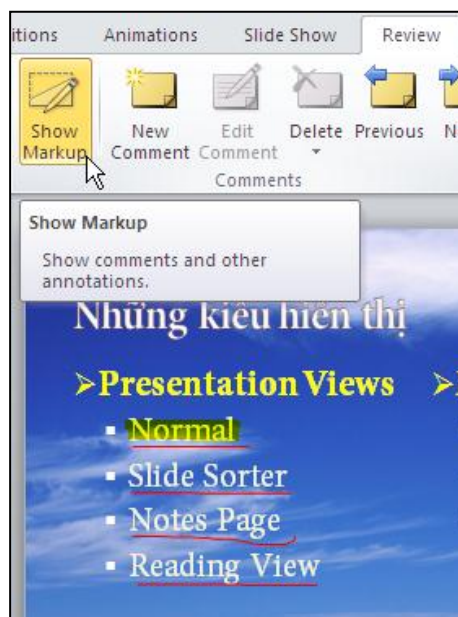 itions Animations Slide Show Review
Show Markup
New Comment
Edit Comment
Delete
Previous
N
Comments
Show Markup
Show comments and other
annotations.
Những kiểu hiển thị
➢Presentation Views ➢
▪ Normal
▪ Slide Sorter
▪ Notes Page
▪ Reading View